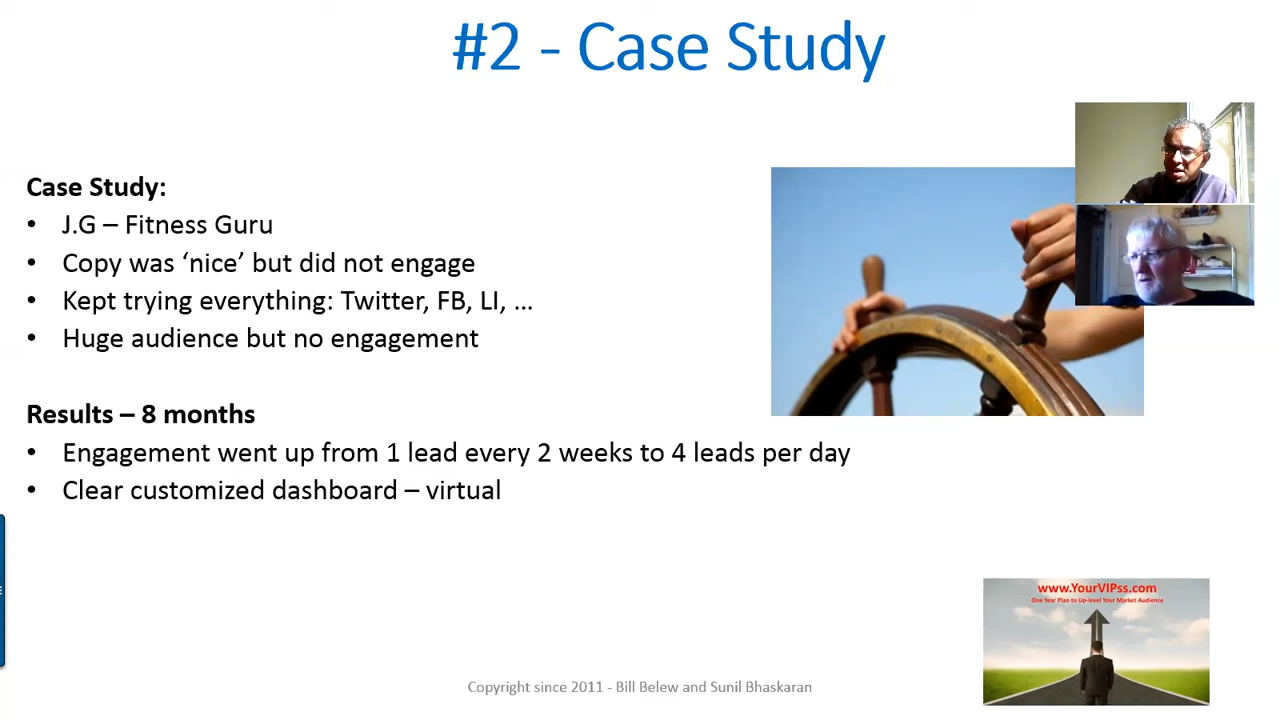 #2 - Case Study
Case Study:
• J.G – Fitness Guru
• Copy was ‘nice’ but did not engage
• Kept trying everything: Twitter, FB, LI, ...
• Huge audience but no engagement
Results – 8 months
• Engagement went up from 1 lead every 2 weeks to 4 leads per day
• Clear customized dashboard – virtual
www.YourVIPss.com
One Year Plan to Up-level Your Market Audience
Copyright since 2011 - Bill Belew and Sunil Bhaskaran